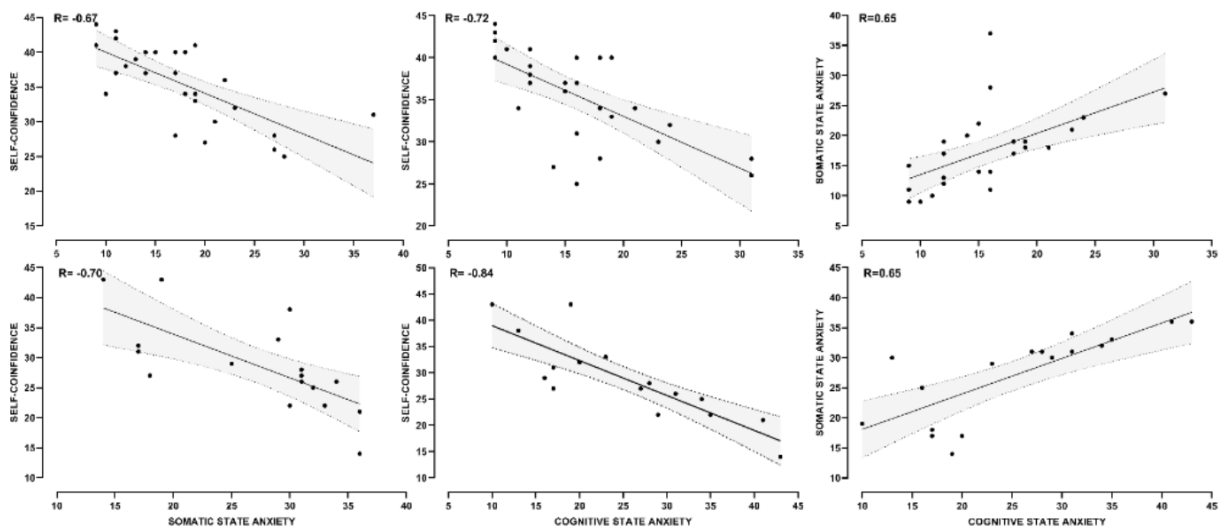 R= -0.67
45
40
35
30
25
20
15
SELF-COINFIDENCE
5 10 15 20 25 30 35 40
R= -0.72
45
40
35
30
25
20
SELF-COINFIDENCE
5 10 15 20 25 30 35
R=0.65
40
35
30
25
20
15
10
5
SOMATIC STATE ANXIETY
5 10 15 20 25 30 35
R= -0.70
45
40
35
30
25
20
15
10
SELF-COINFIDENCE
10 15 20 25 30 35 40
SOMATIC STATE ANXIETY
R= -0.84
50
45
40
35
30
25
20
15
10
SELF-COINFIDENCE
5 10 15 20 25 30 35 40 45
COGNITIVE STATE ANXIETY
R=0.65
45
40
35
30
25
20
15
10
SOMATIC STATE ANXIETY
10 15 20 25 30 35 40 45
COGNITIVE STATE ANXIETY